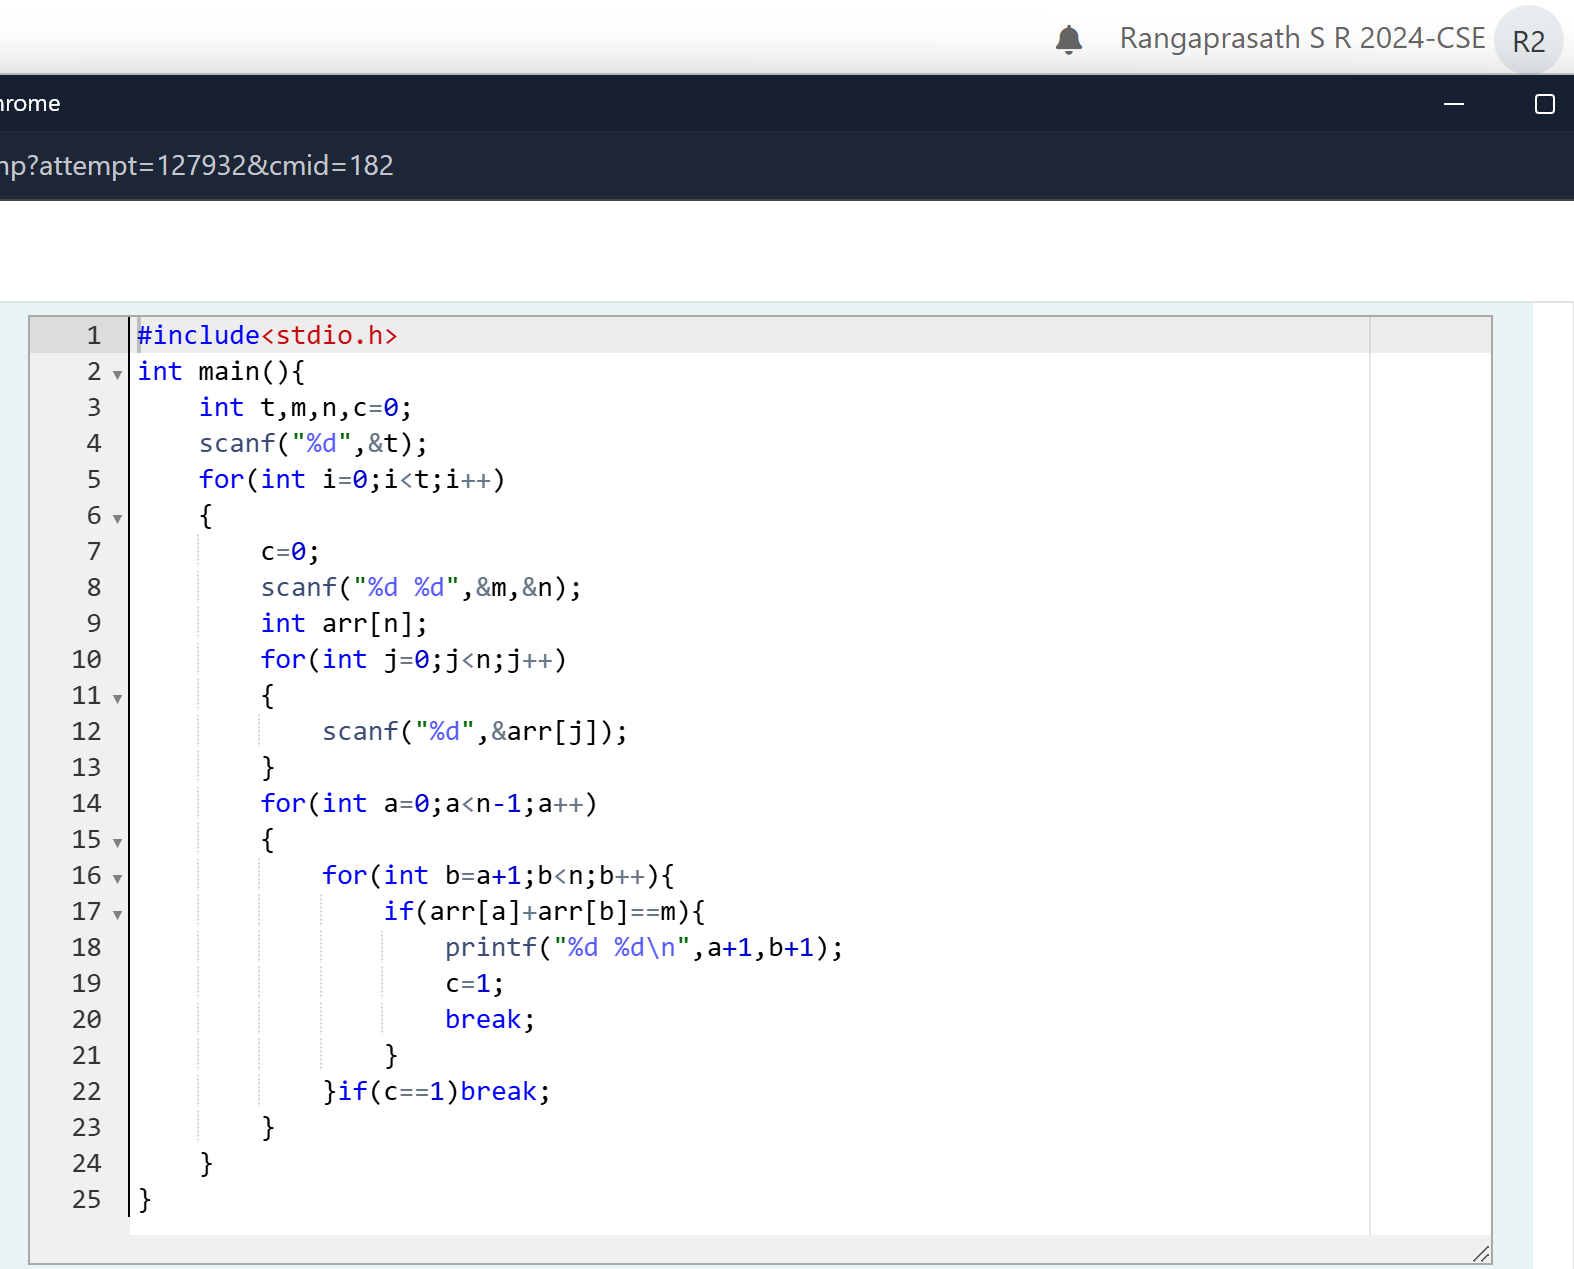 Rangaprasath S R 2024-CSE R2
hrome
hp?attempt=127932&cmid=182
1 #include<stdio.h>
2 int main(){
3     int t,m,n,c=0;
4     scanf("%d",&t);
5     for(int i=0;i<t;i++)
6     {
7         c=0;
8         scanf("%d %d",&m,&n);
9         int arr[n];
10         for(int j=0;j<n;j++)
11         {
12             scanf("%d",&arr[j]);
13         }
14         for(int a=0;a<n-1;a++)
15         {
16             for(int b=a+1;b<n;b++){
17                 if(arr[a]+arr[b]==m){
18                     printf("%d %d\n",a+1,b+1);
19                     c=1;
20                     break;
21                 }
22             }if(c==1)break;
23         }
24     }
25 }